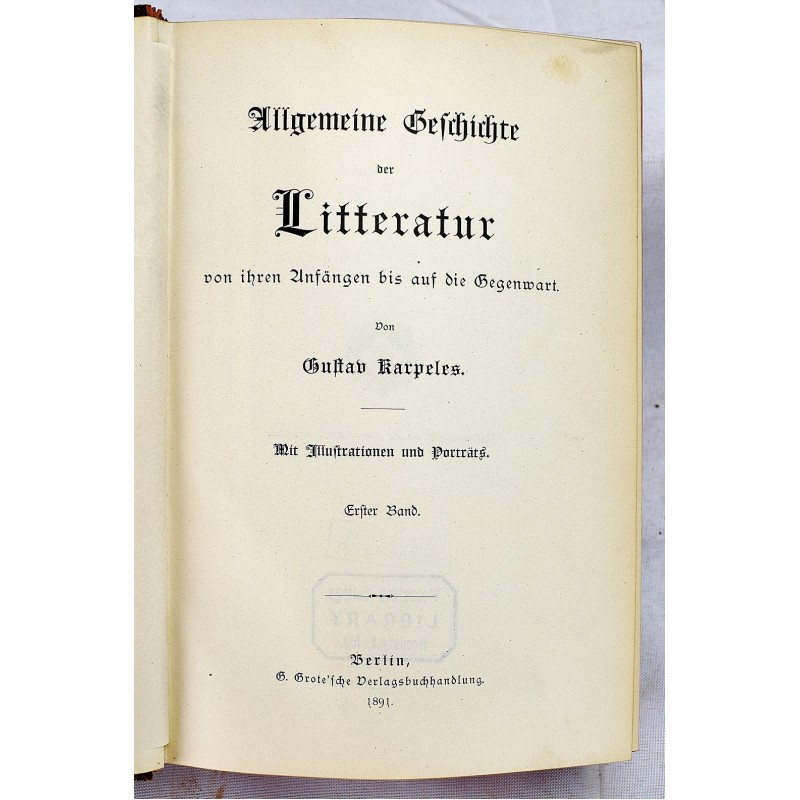 Allgemeine Geschichte
der
Litteratur
von ihren Anfängen bis auf die Gegenwart.
Von
Gustav Karpeles.
Mit Illustrationen und Porträts.
Erster Band.
LIBRARY
Berlin,
G. Grote'sche Verlagsbuchhandlung.
1891.